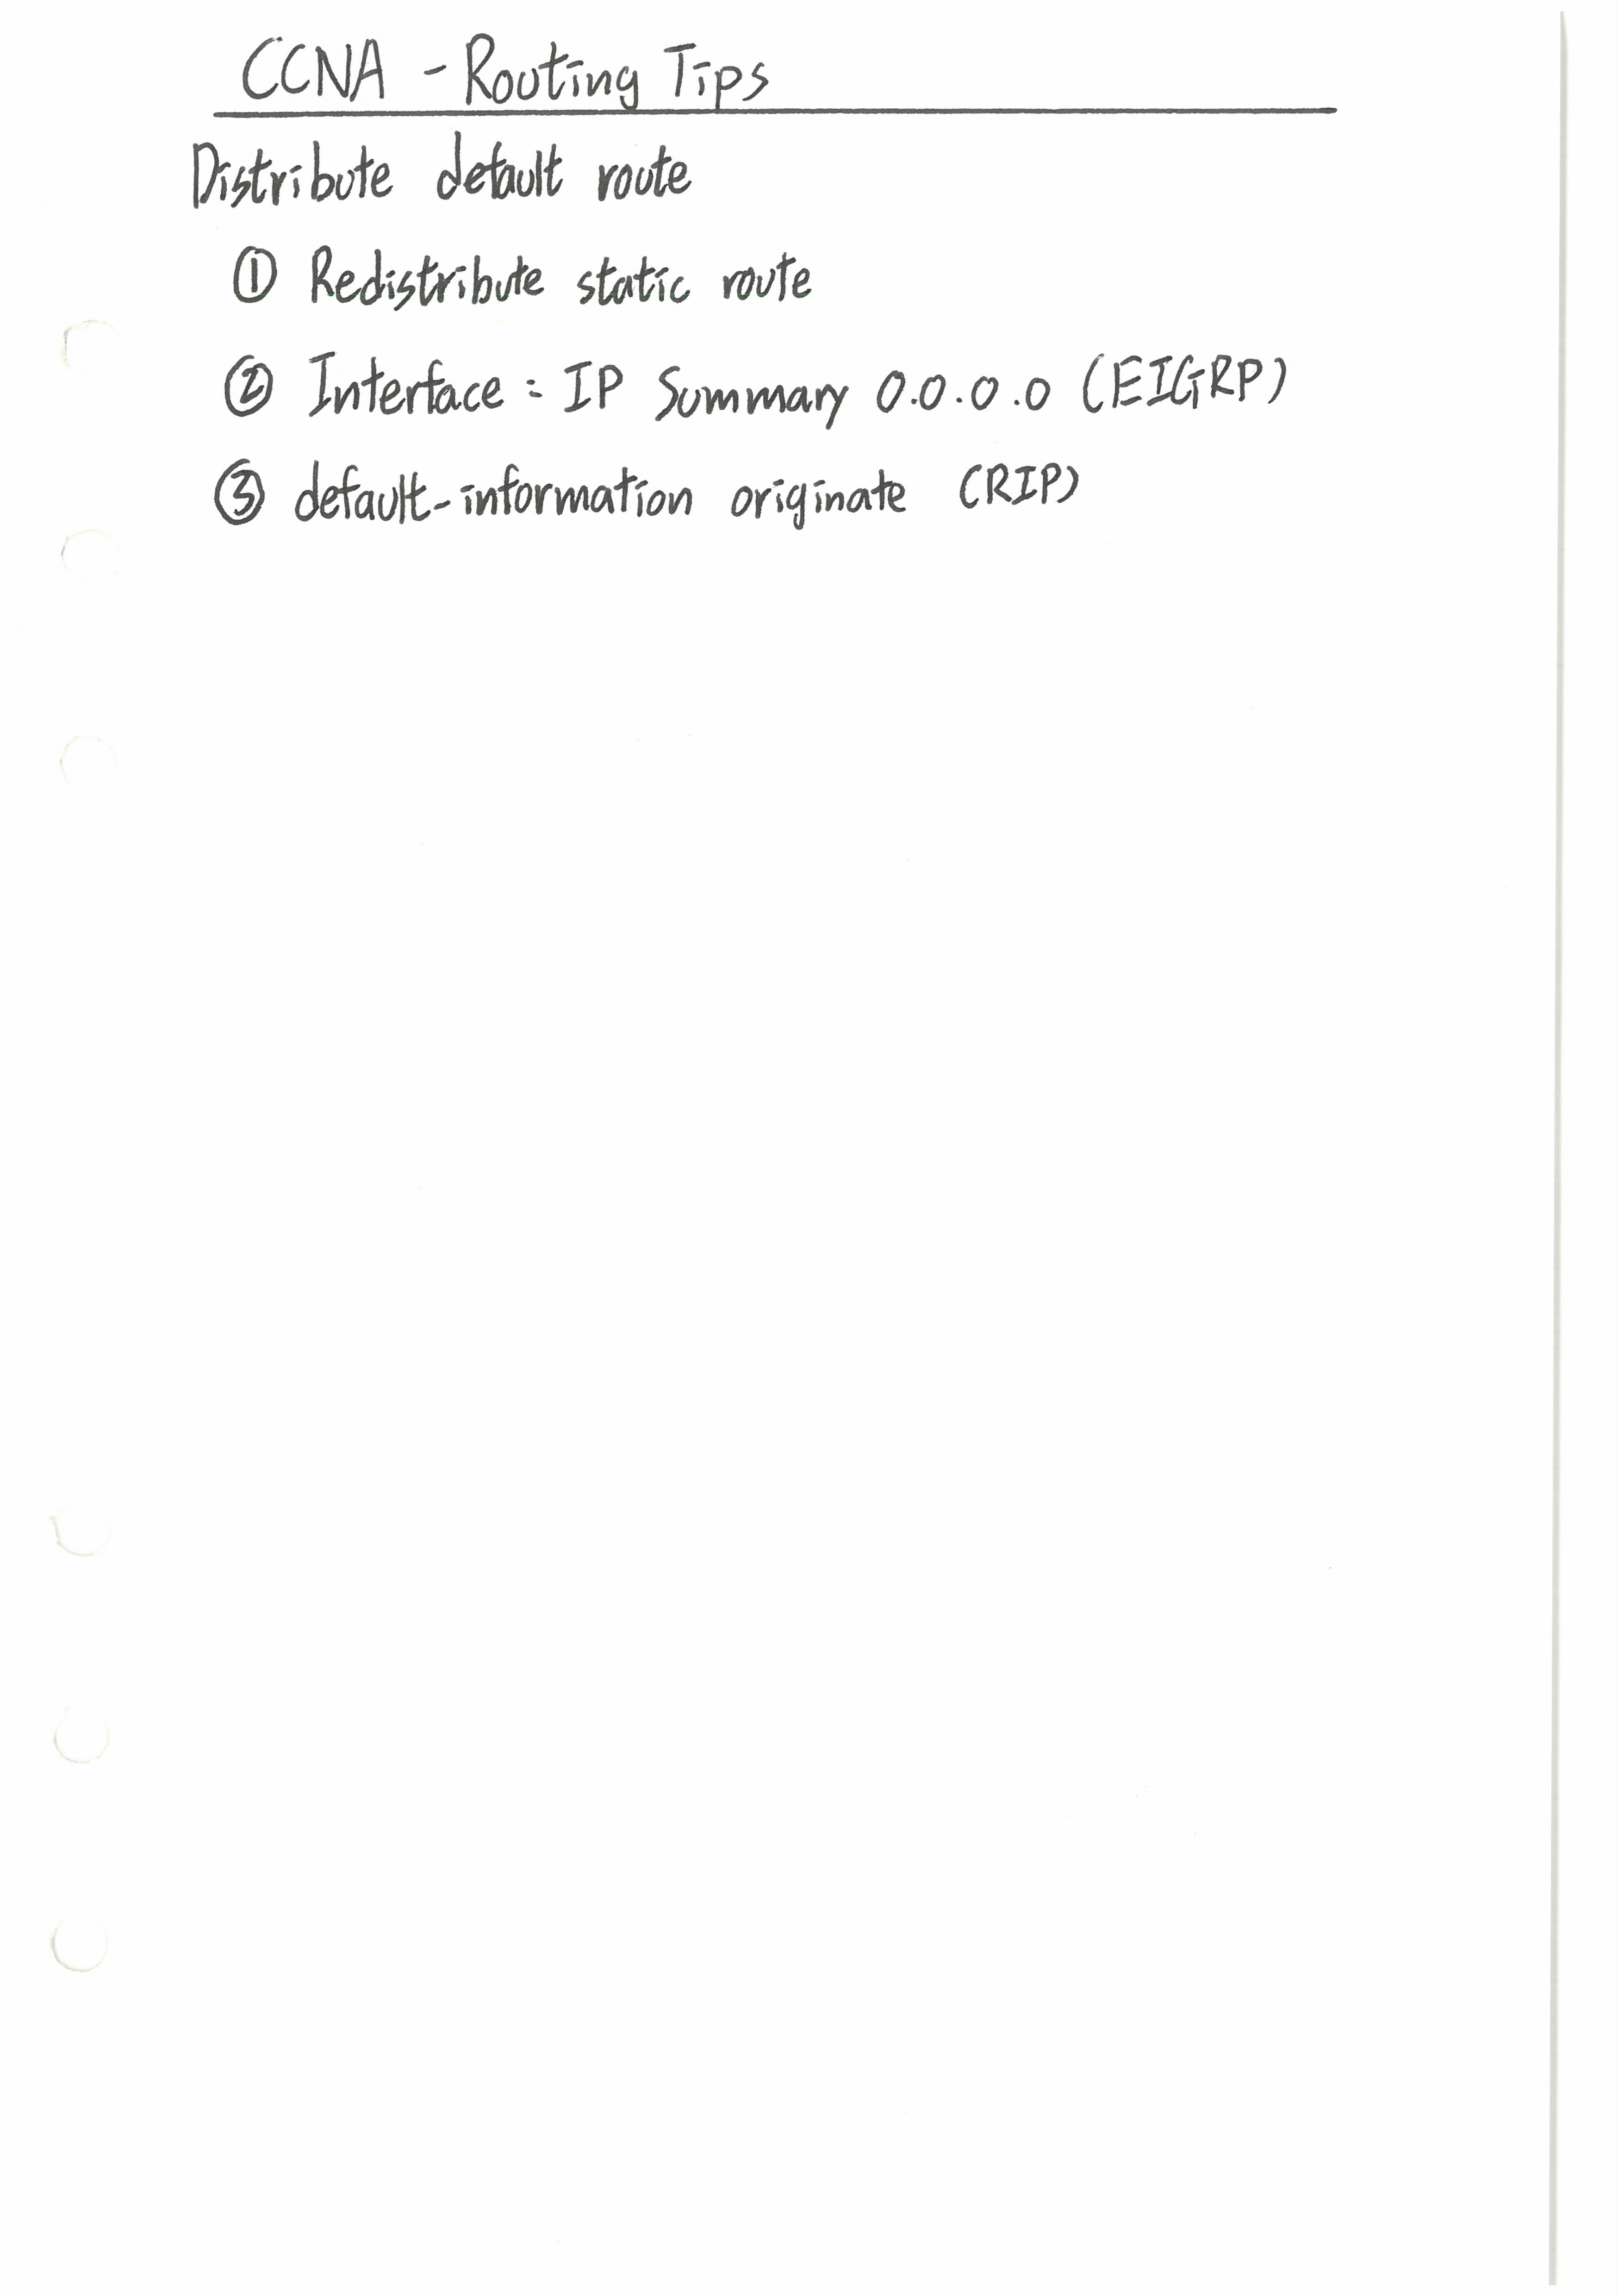 CCNA - Routing Tips
Distribute default route
① Redistribute static route
② Interface : IP Summary 0.0.0.0 (EIGRP)
③ default-information originate (RIP)